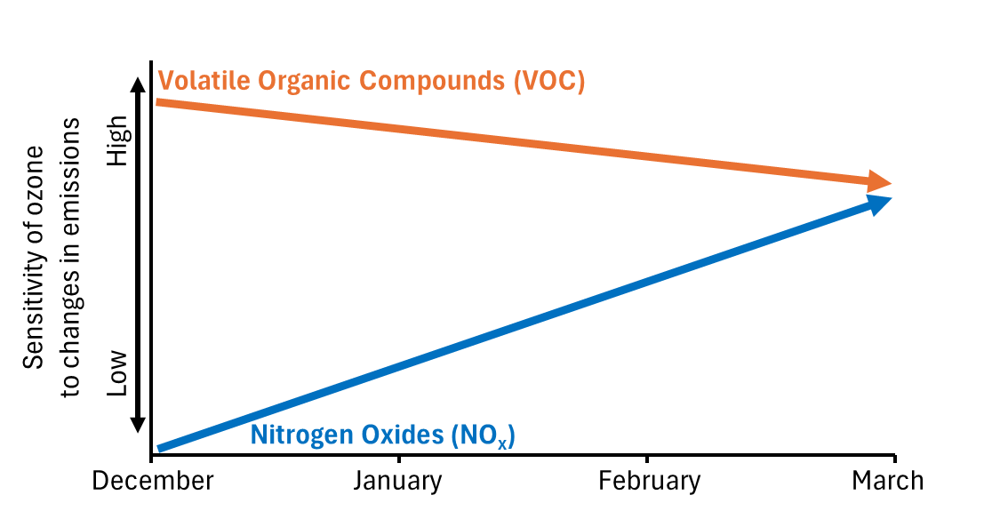 Volatile Organic Compounds (VOC)
Sensitivity of ozone
to changes in emissions
High
Low
Nitrogen Oxides (NOx)
December
January
February
March